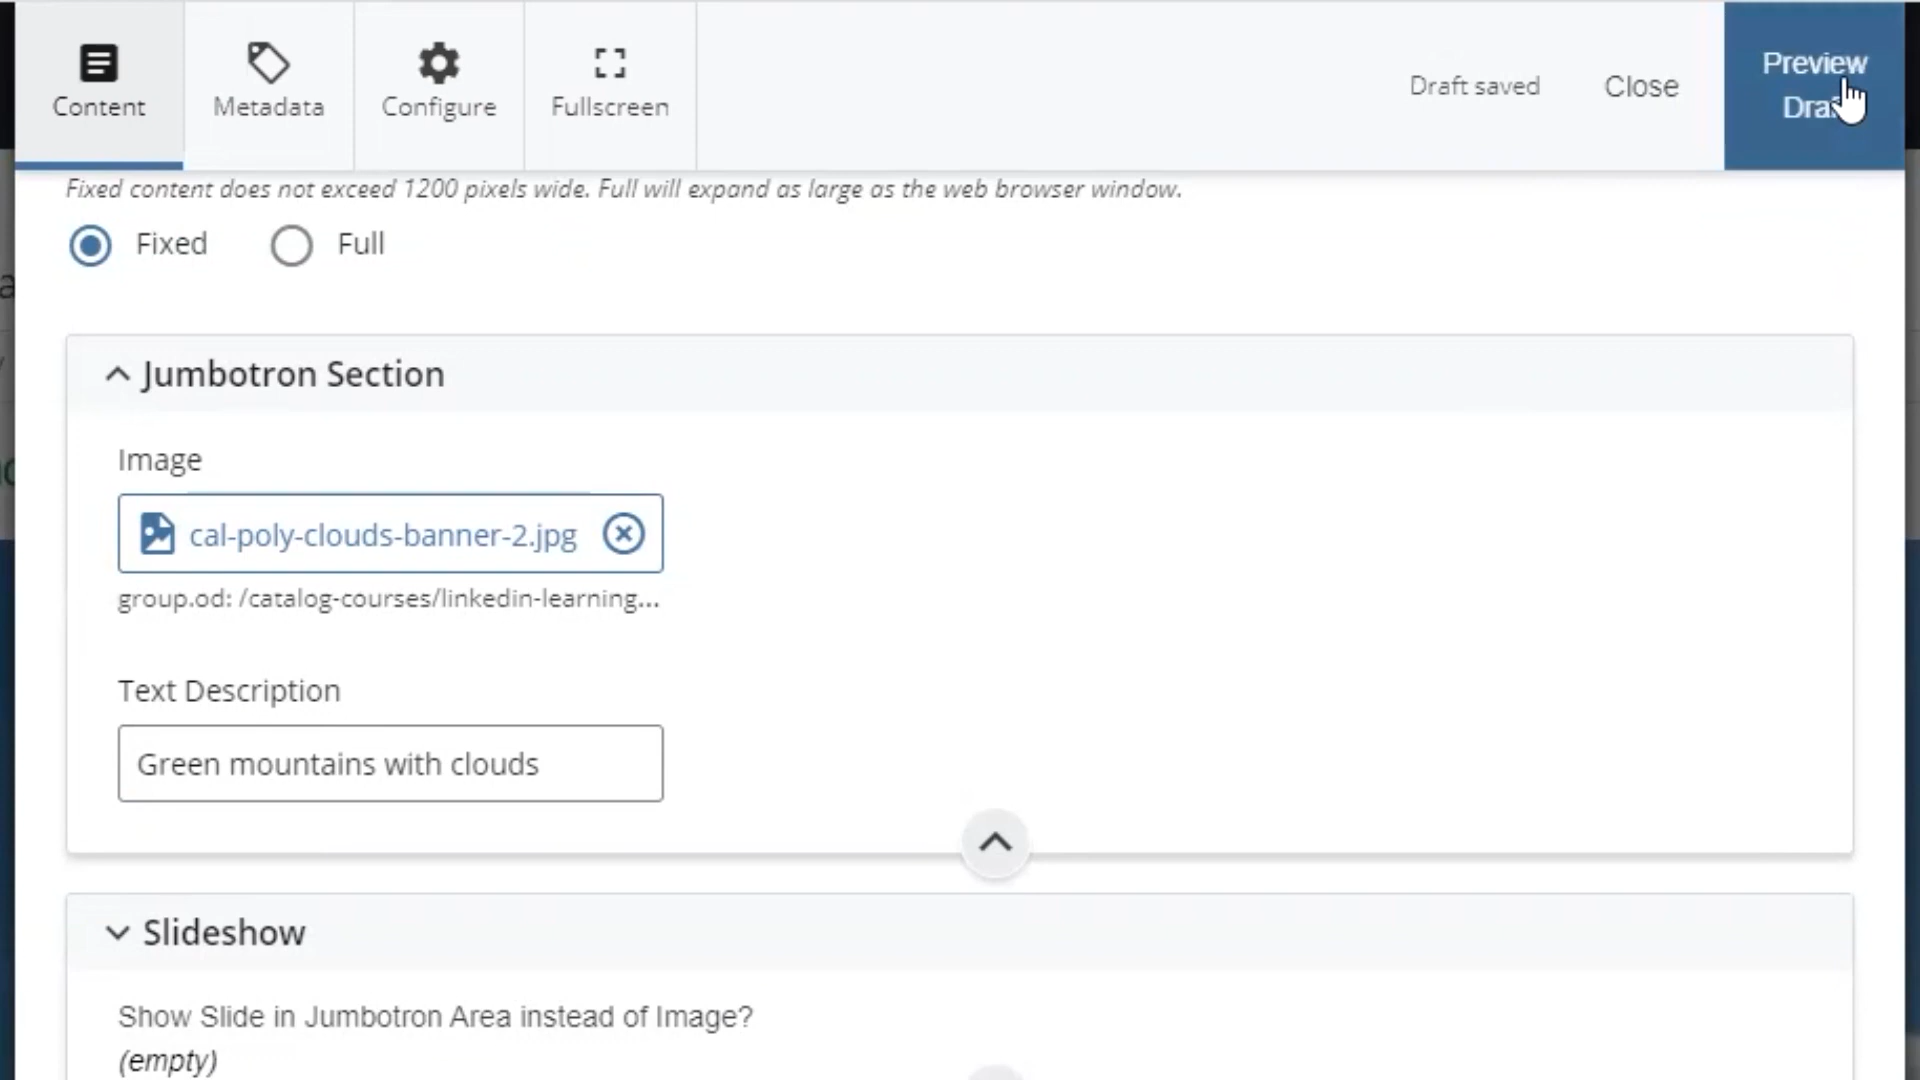 Content
Metadata
Configure
Fullscreen
Draft saved
Close
Preview
Fixed content does not exceed 1200 pixels wide. Full will expand as large as the web browser window.
Fixed
Full
Jumbotron Section
Image
cal-poly-clouds-banner-2.jpg
group.od: /catalog-courses/linkedin-learning...
Text Description
Green mountains with clouds
Slideshow
Show Slide in Jumbotron Area instead of Image?
(empty)